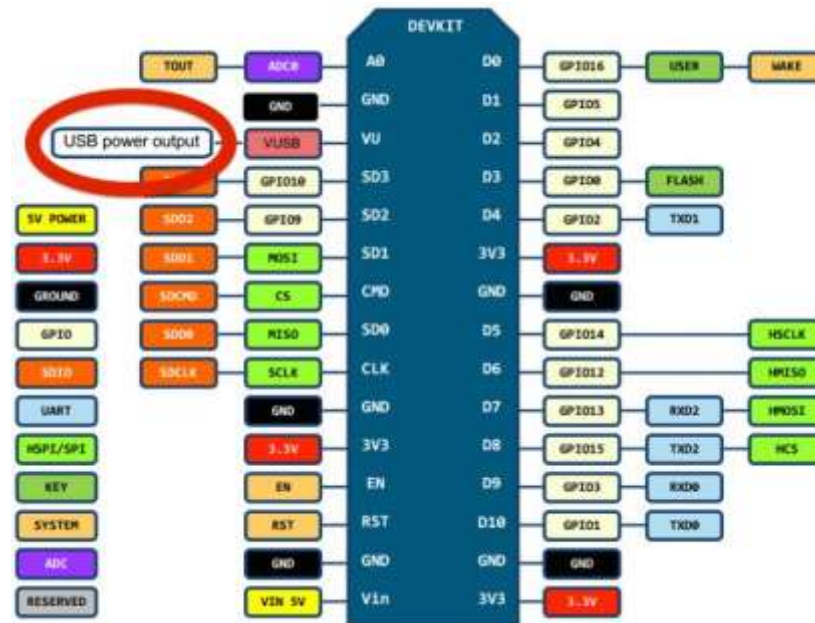 DEVKIT
TOUT ADC0 A0 D0 GPIO16 USER WAKE
GND GND D1 GPIO5
USB power output VUSB VU D2 GPIO4
GPIO10 SD3 D3 GPIO0 FLASH
5V POWER SDD2 GPIO9 SD2 D4 GPIO2 TXD1
3.3V SDD1 MOSI SD1 3V3 3.3V
GROUND SDCMD CS CMD GND GND
GPIO SDD0 MISO SD0 D5 GPIO14 HSCLK
SDIO SDCLK SCLK CLK D6 GPIO12 HMISO
UART GND GND D7 GPIO13 RXD2 HMOSI
HSPI/SPI 3.3V 3V3 D8 GPIO15 TXD2 HCS
KEY EN EN D9 GPIO3 RXD0
SYSTEM RST RST D10 GPIO1 TXD0
ADC GND GND GND GND
RESERVED VIN 5V Vin 3V3 3.3V